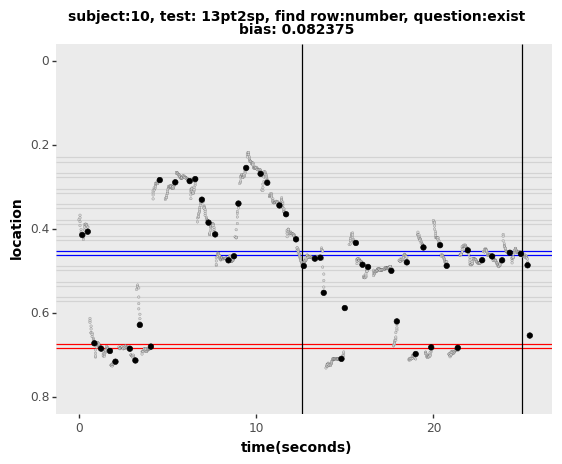 subject:10, test: 13pt2sp, find row:number, question:exist
bias: 0.082375
0
0.2
0.4
0.6
0.8
location
0
10
20
time(seconds)